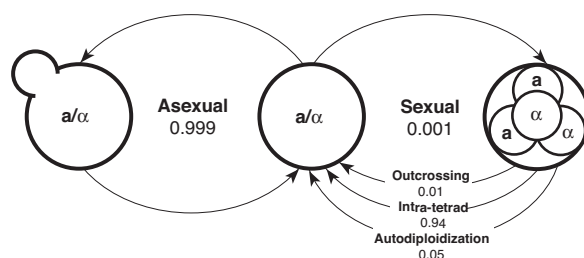 a/α
Asexual
0.999
a/α
Sexual
0.001
a
α
a
α
Outcrossing
0.01
Intra-tetrad
0.94
Autodiploidization
0.05